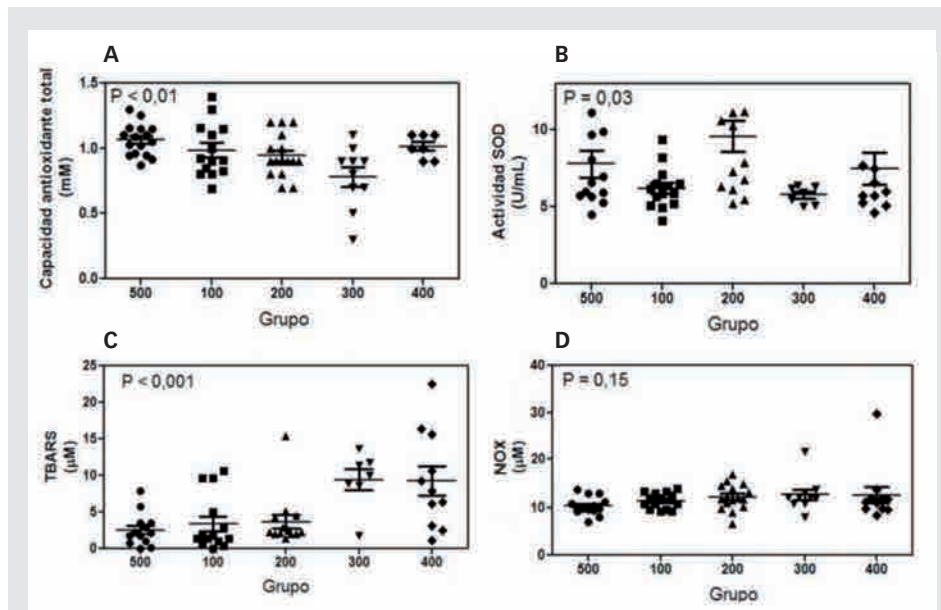 A
P < 0,01
Capacidad antioxidante total
(mM)
1.5
1.0
0.5
0.0
500 100 200 300 400
Grupo
B
P = 0,03
Actividad SOD
(U/mL)
10
5
0
500 100 200 300 400
Grupo
C
P < 0,001
TBARS
(µM)
25
20
15
10
5
0
500 100 200 300 400
Grupo
D
P = 0,15
NOX
(µM)
40
30
20
10
0
500 100 200 300 400
Grupo